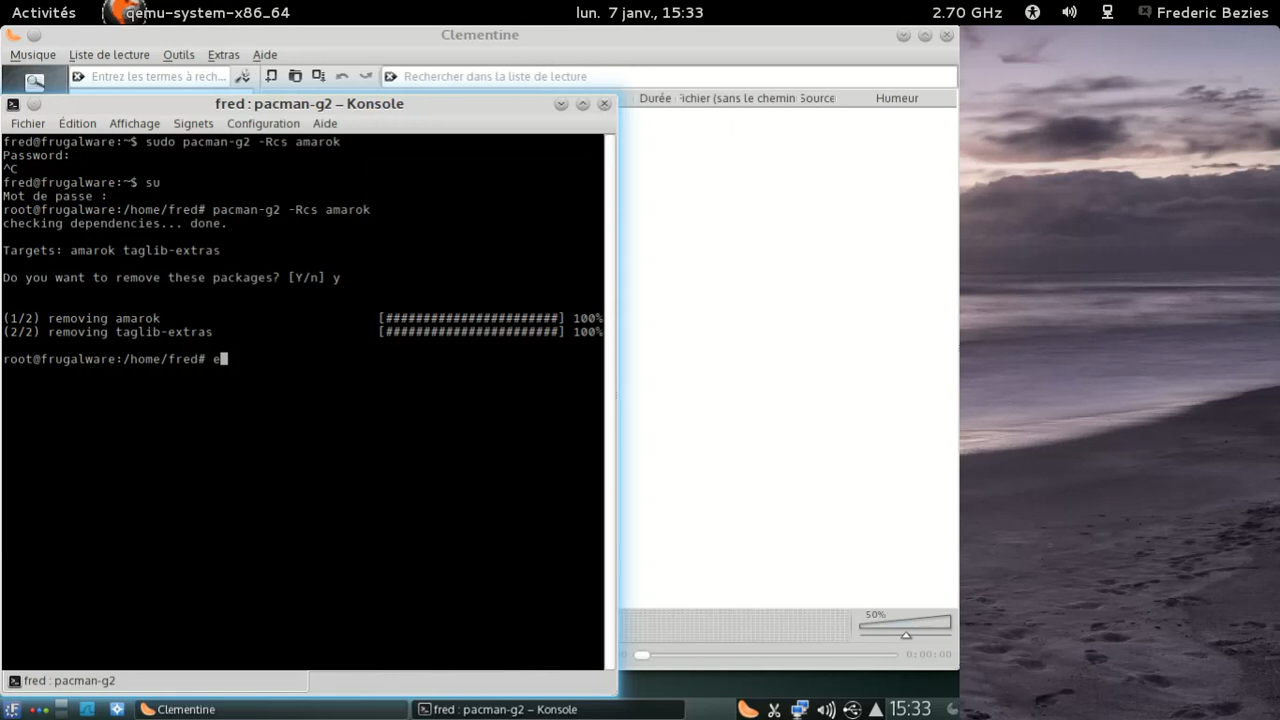 Activités qemu-system-x86_64 lun. 7 janv., 15:33 2.70 GHz Frederic Bezies
Clementine
Musique Liste de lecture Outils Extras Aide
Entrez les termes à rech... Rechercher dans la liste de lecture
fred : pacman-g2 – Konsole
Durée Fichier (sans le chemin Source Humeur
Fichier Édition Affichage Signets Configuration Aide
fred@frugalware:~$ sudo pacman-g2 -Rcs amarok
Password:
^C
fred@frugalware:~$ su
Mot de passe :
root@frugalware:/home/fred# pacman-g2 -Rcs amarok
checking dependencies... done.
Targets: amarok taglib-extras
Do you want to remove these packages? [Y/n] y
(1/2) removing amarok [#######################] 100%
(2/2) removing taglib-extras [#######################] 100%
root@frugalware:/home/fred# e
50%
0:00:00
fred : pacman-g2
Clementine fred : pacman-g2 – Konsole 15:33